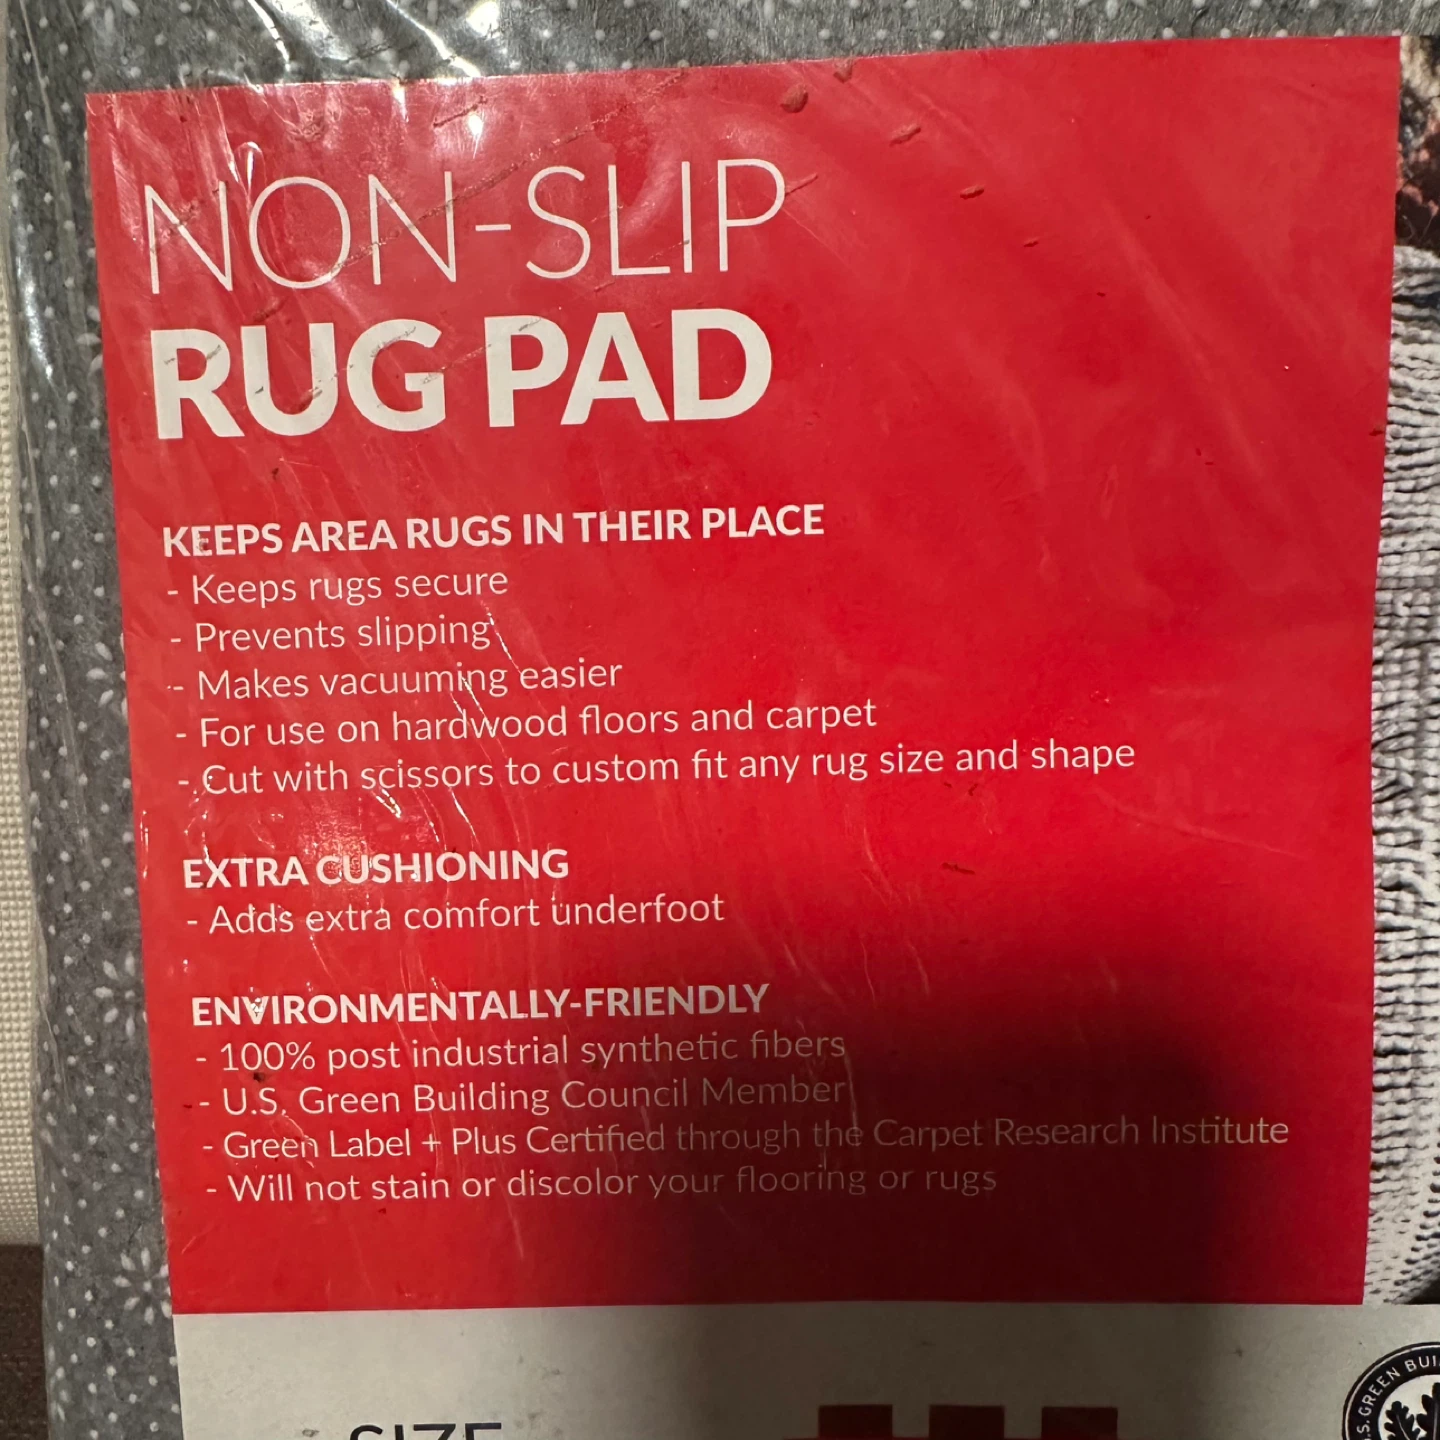 NON-SLIP
RUG PAD
KEEPS AREA RUGS IN THEIR PLACE
- Keeps rugs secure
- Prevents slipping
- Makes vacuuming easier
- For use on hardwood floors and carpet
- Cut with scissors to custom fit any rug size and shape
EXTRA CUSHIONING
- Adds extra comfort underfoot
ENVIRONMENTALLY-FRIENDLY
- 100% post industrial synthetic fibers
- U.S. Green Building Council Member
- Green Label + Plus Certified through the Carpet Research Institute
- Will not stain or discolor your flooring or rugs
SIZE
.S. GREEN BUI